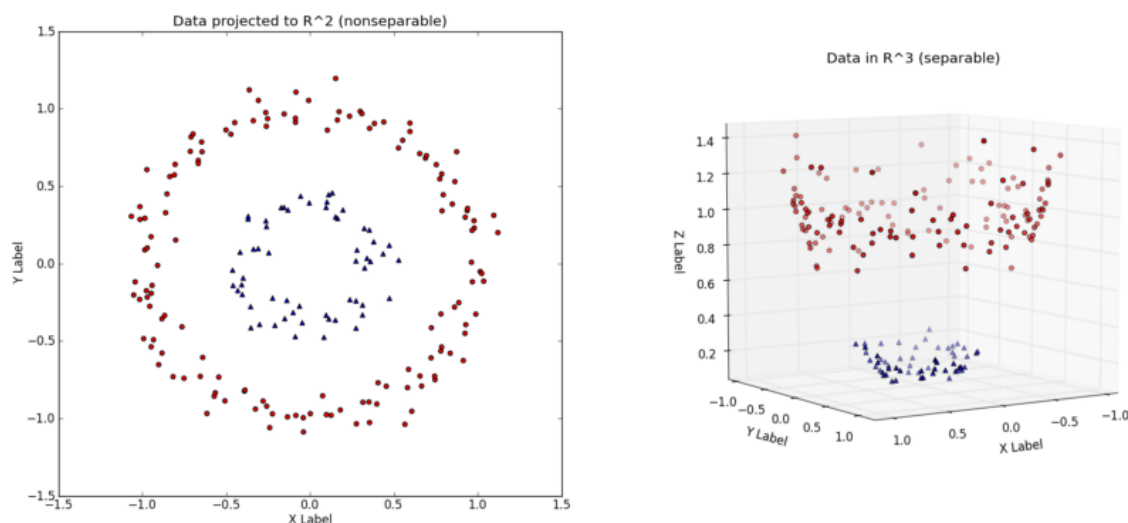 Data projected to R^2 (nonseparable)
1.5
1.0
0.5
0.0
−0.5
−1.0
−1.5
Y Label
−1.5 −1.0 −0.5 0.0 0.5 1.0 1.5
X Label
Data in R^3 (separable)
1.4
1.2
1.0
0.8
0.6
0.4
0.2
Z Label
−1.0 −0.5 0.0 0.5 1.0
Y Label
1.0 0.5 0.0 −0.5 −1.0
X Label